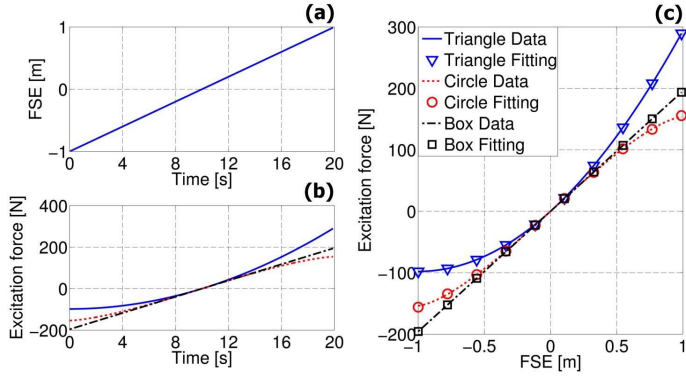 (a)
1
0
−1
FSE [m]
0 4 8 12 16 20
Time [s]
(b)
400
200
0
−200
Excitation force [N]
0 4 8 12 16 20
Time [s]
(c)
300
200
100
0
−100
−200
Excitation force [N]
Triangle Data
Triangle Fitting
Circle Data
Circle Fitting
Box Data
Box Fitting
−1 −0.5 0 0.5 1
FSE [m]